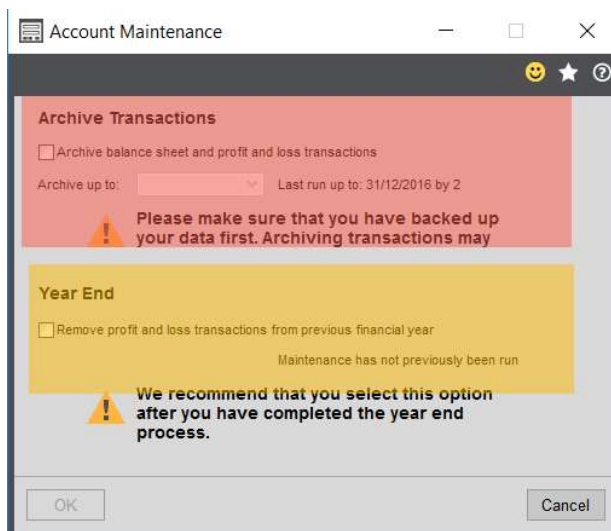 Account Maintenance
Archive Transactions
Archive balance sheet and profit and loss transactions
Archive up to: Last run up to: 31/12/2016 by 2
Please make sure that you have backed up
your data first. Archiving transactions may
Year End
Remove profit and loss transactions from previous financial year
Maintenance has not previously been run
We recommend that you select this option
after you have completed the year end
process.
OK Cancel